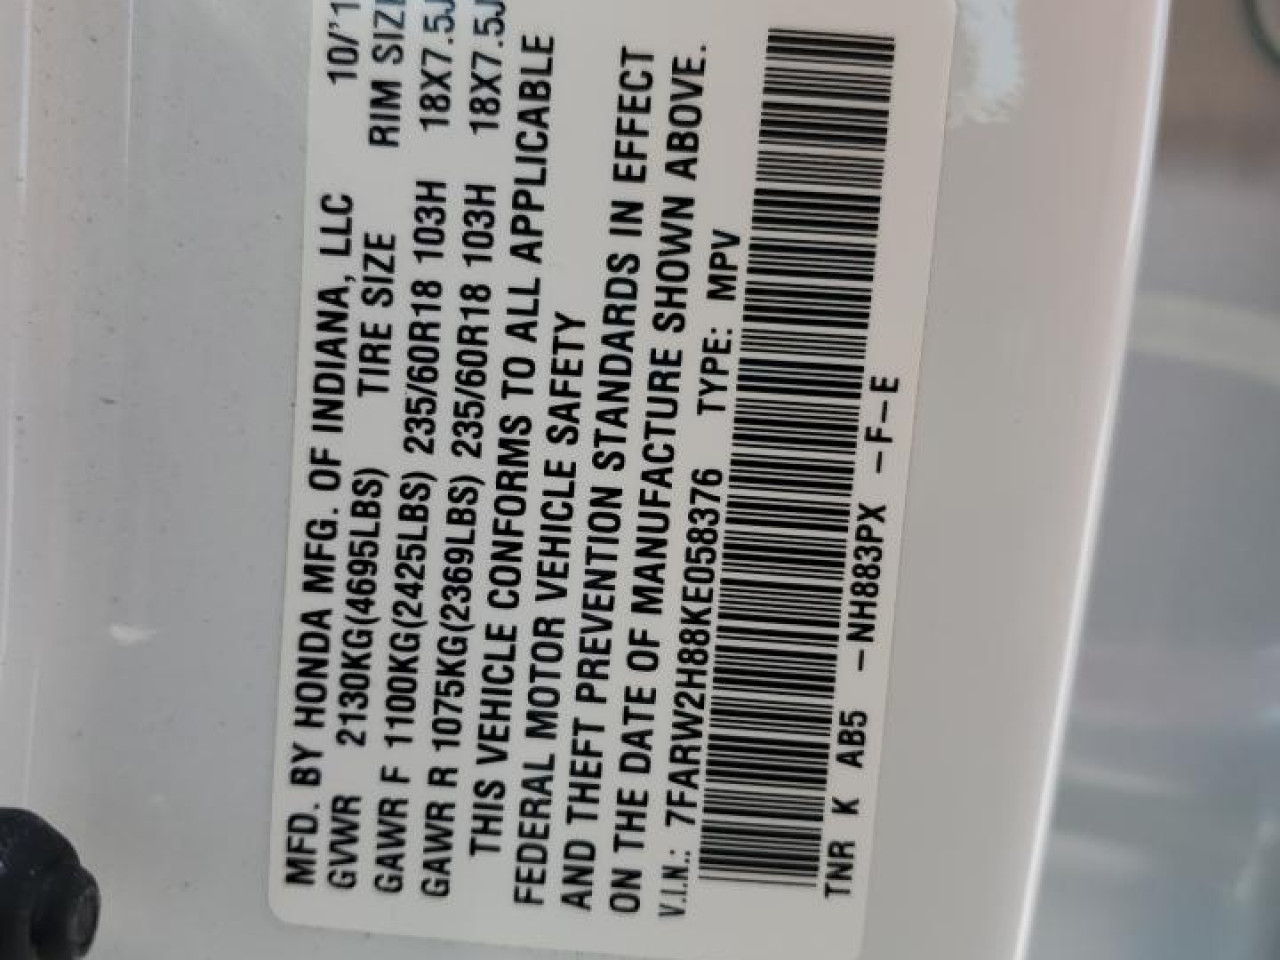 MFD. BY HONDA MFG. OF INDIANA, LLC 10/'1
GVWR 2130KG(4695LBS) TIRE SIZE RIM SIZE
GAWR F 1100KG(2425LBS) 235/60R18 103H 18X7.5J
GAWR R 1075KG(2369LBS) 235/60R18 103H 18X7.5J
THIS VEHICLE CONFORMS TO ALL APPLICABLE
FEDERAL MOTOR VEHICLE SAFETY
AND THEFT PREVENTION STANDARDS IN EFFECT
ON THE DATE OF MANUFACTURE SHOWN ABOVE.
V.I.N.: 7FARW2H88KE058376 TYPE: MPV
TNR K AB5 -NH883PX -F-E